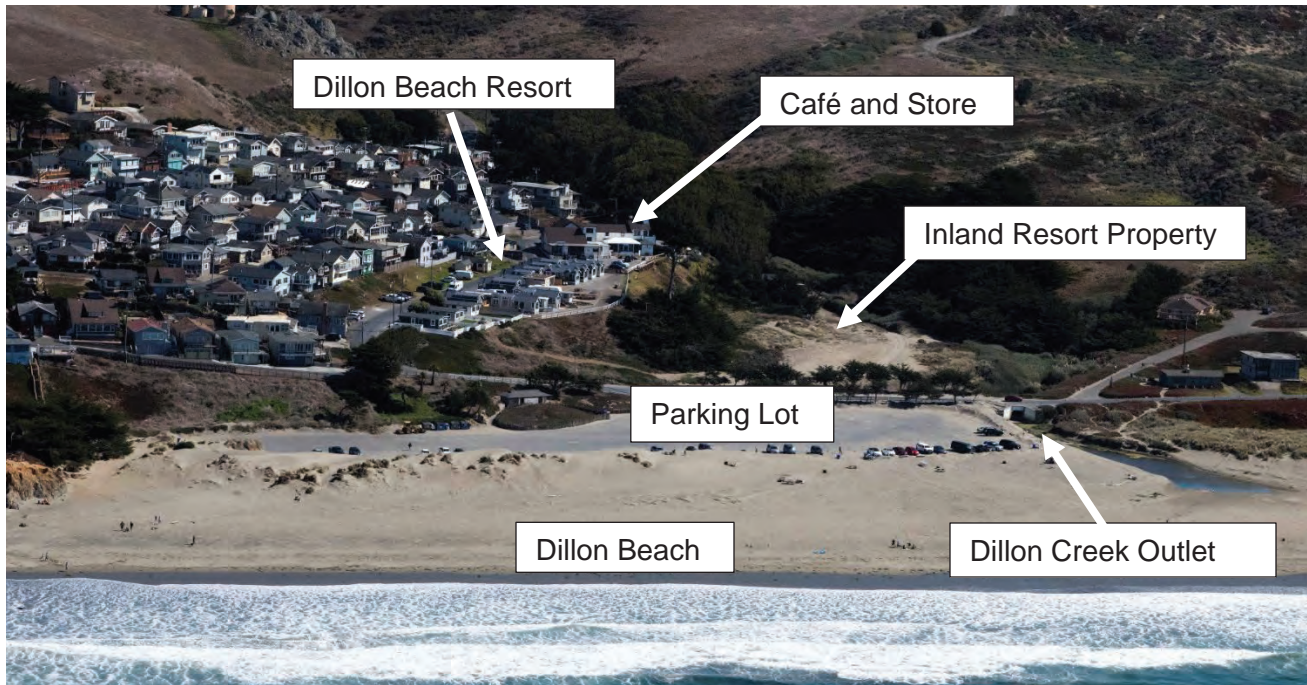 Dillon Beach Resort
Café and Store
Inland Resort Property
Parking Lot
Dillon Beach
Dillon Creek Outlet